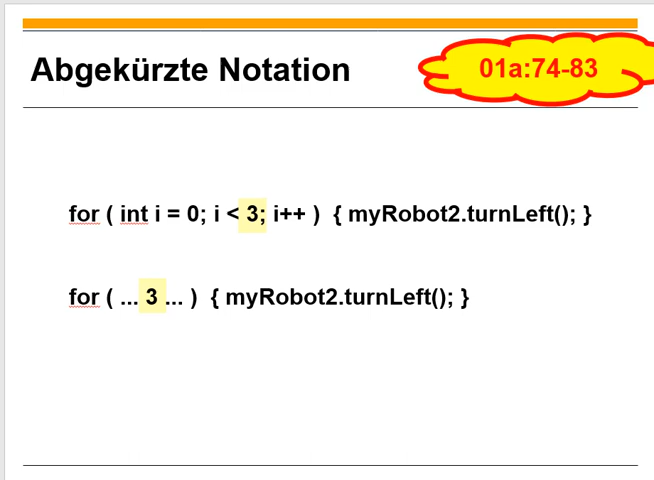 Abgekürzte Notation
01a:74-83
for ( int i = 0; i < 3; i++ ) { myRobot2.turnLeft(); }
for ( ... 3 ... ) { myRobot2.turnLeft(); }